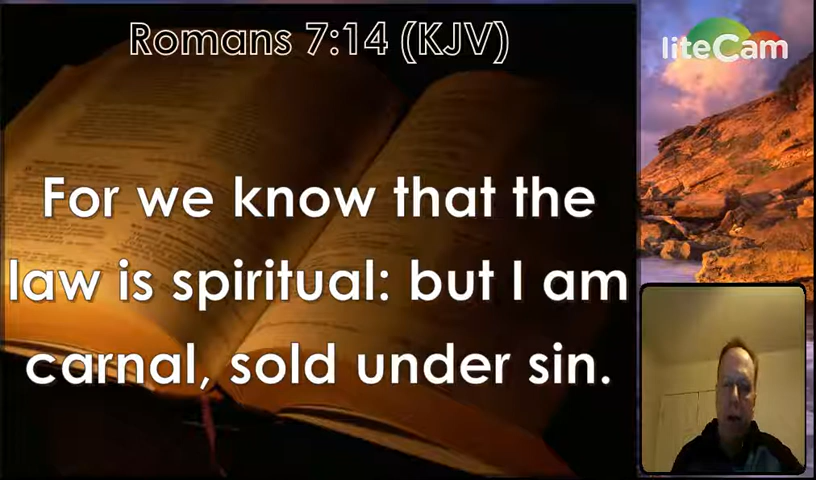 Romans 7:14 (KJV)
liteCam
For we know that the
law is spiritual: but I am
carnal, sold under sin.